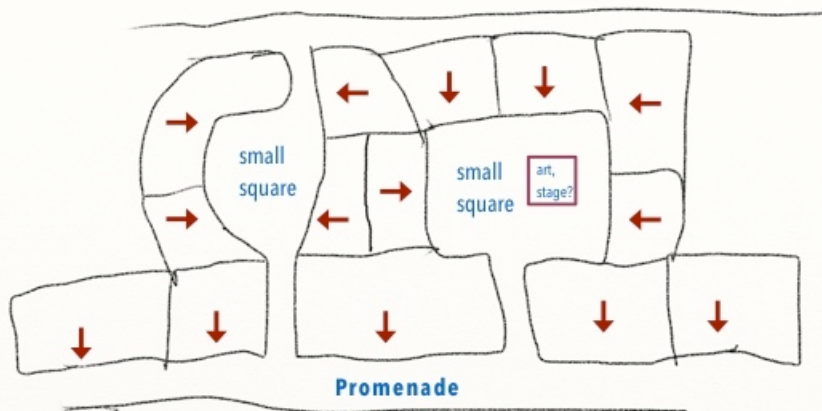 small
square
small
square
art,
stage?
Promenade